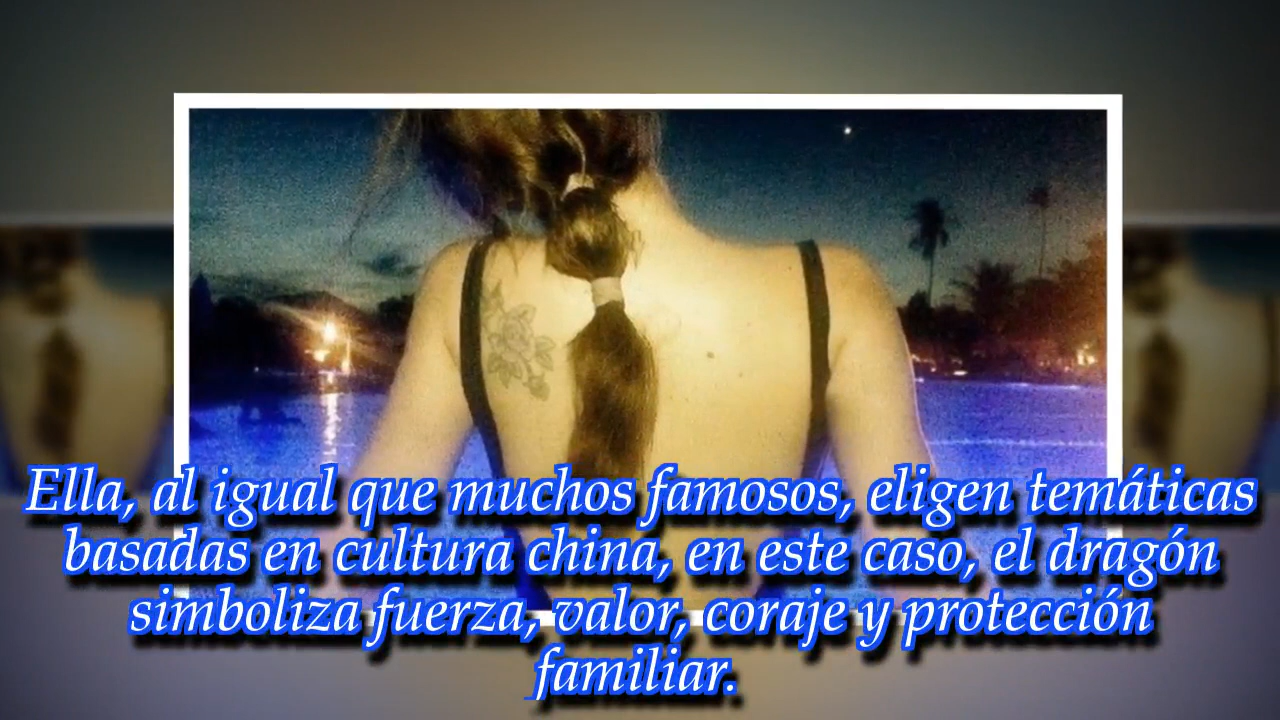 Ella, al igual que muchos famosos, eligen temáticas
basadas en cultura china, en este caso, el dragón
simboliza fuerza, valor, coraje y protección
familiar.